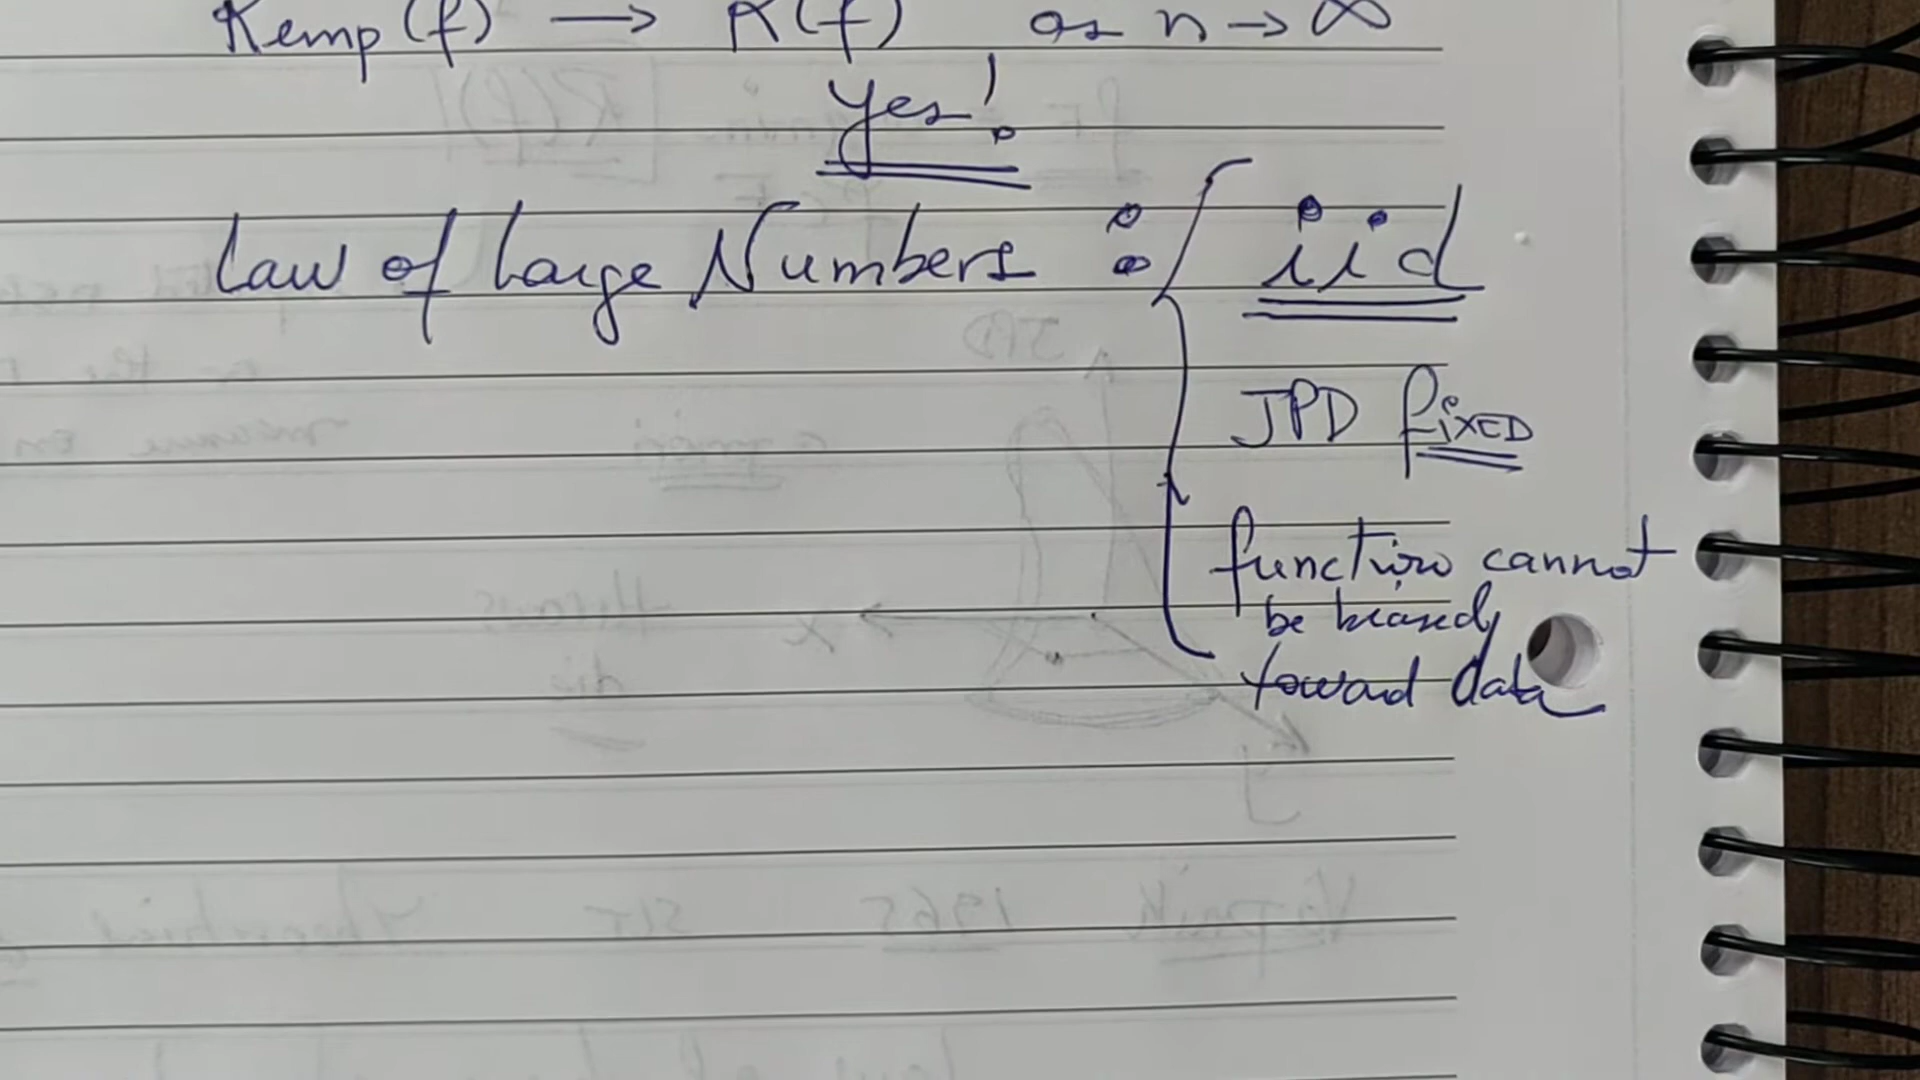 Remp(f) → R(f) as n → ∞
Yes!
Law of Large Numbers : { iid
JPD fixED
function cannot
be biased
toward data